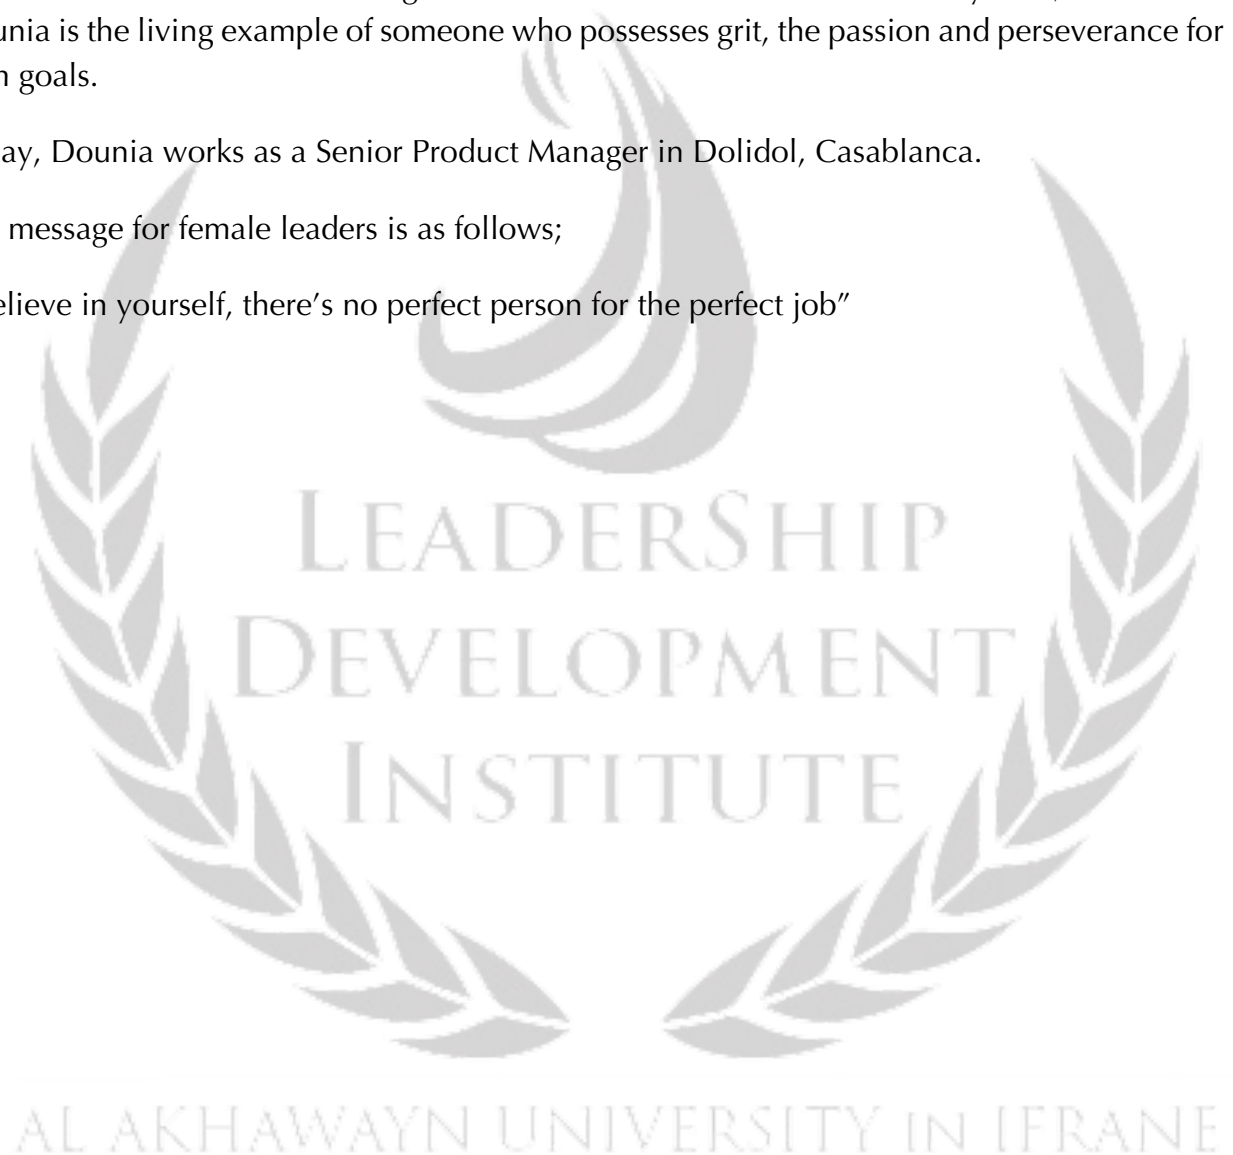 unia is the living example of someone who possesses grit, the passion and perseverance for
n goals.
ay, Dounia works as a Senior Product Manager in Dolidol, Casablanca.
message for female leaders is as follows;
elieve in yourself, there's no perfect person for the perfect job”
LEADERSHIP
DEVELOPMENT
INSTITUTE
AL AKHAWAYN UNIVERSITY IN IFRANE